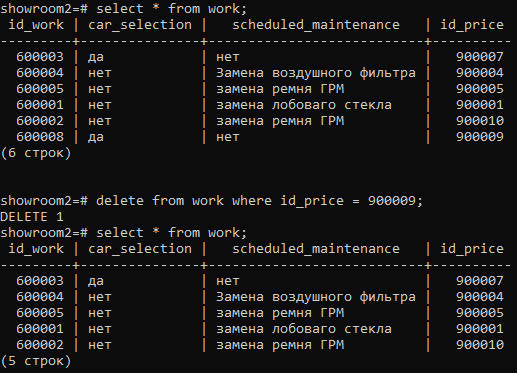 showroom2=# select * from work;
id_work | car_selection | scheduled_maintenance | id_price
---------+---------------+--------------------------+----------
600003 | да | нет | 900007
600004 | нет | Замена воздушного фильтра | 900004
600005 | нет | замена ремня ГРМ | 900005
600001 | нет | замена лобоваго стекла | 900001
600002 | нет | замена ремня ГРМ | 900010
600008 | да | нет | 900009
(6 строк)
showroom2=# delete from work where id_price = 900009;
DELETE 1
showroom2=# select * from work;
id_work | car_selection | scheduled_maintenance | id_price
---------+---------------+--------------------------+----------
600003 | да | нет | 900007
600004 | нет | Замена воздушного фильтра | 900004
600005 | нет | замена ремня ГРМ | 900005
600001 | нет | замена лобоваго стекла | 900001
600002 | нет | замена ремня ГРМ | 900010
(5 строк)